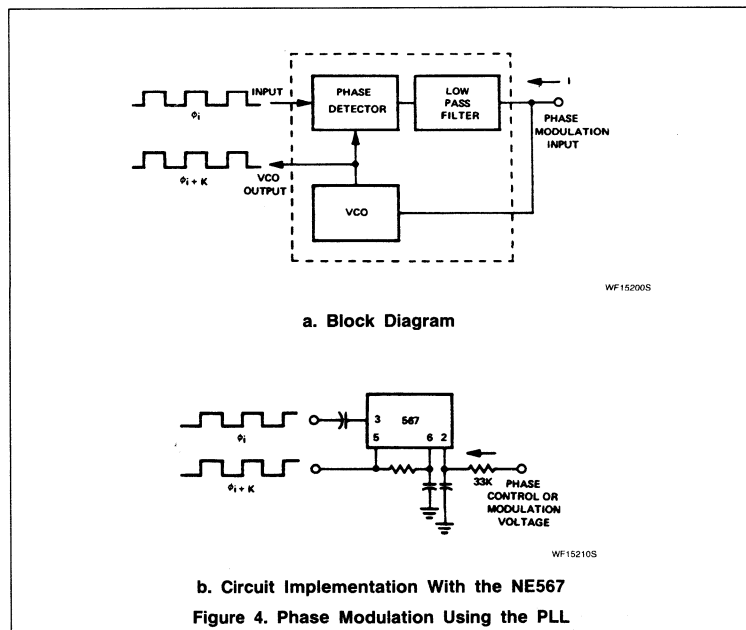 INPUT
ϕi
PHASE
DETECTOR
LOW
PASS
FILTER
I
PHASE
MODULATION
INPUT
ϕi + K
VCO
OUTPUT
VCO
WF15200S
a. Block Diagram
ϕi
3 567
5 6 2
ϕi + K
33K
PHASE
CONTROL OR
MODULATION
VOLTAGE
WF15210S
b. Circuit Implementation With the NE567
Figure 4. Phase Modulation Using the PLL